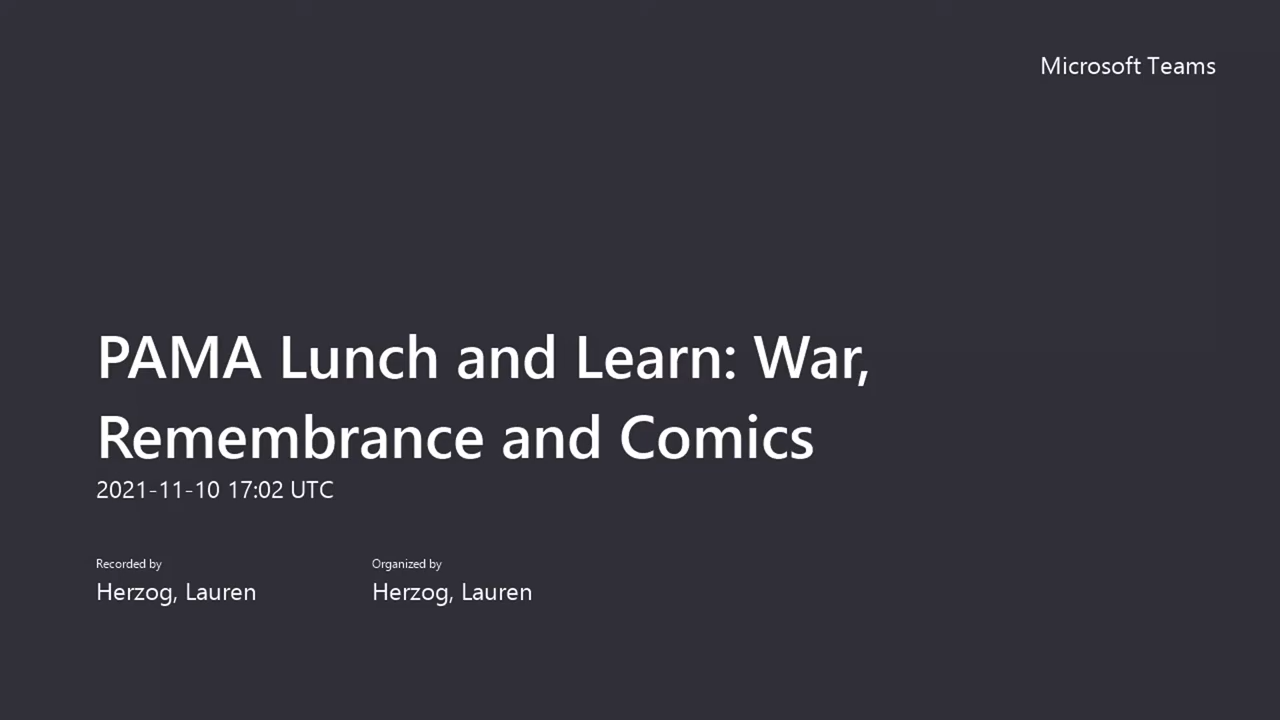 Microsoft Teams
PAMA Lunch and Learn: War,
Remembrance and Comics
2021-11-10 17:02 UTC
Recorded by
Organized by
Herzog, Lauren
Herzog, Lauren